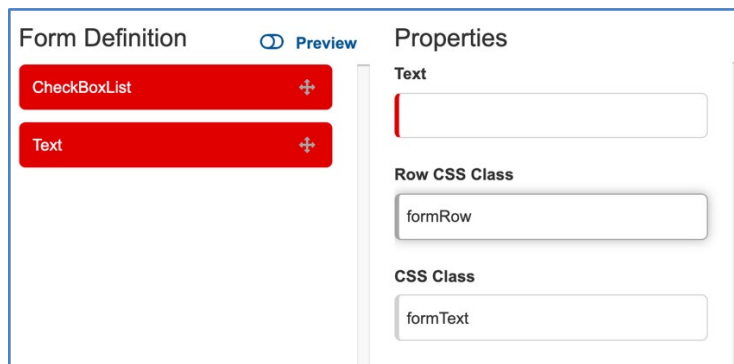 Form Definition
Preview
CheckBoxList
Text
Properties
Text
Row CSS Class
formRow
CSS Class
formText